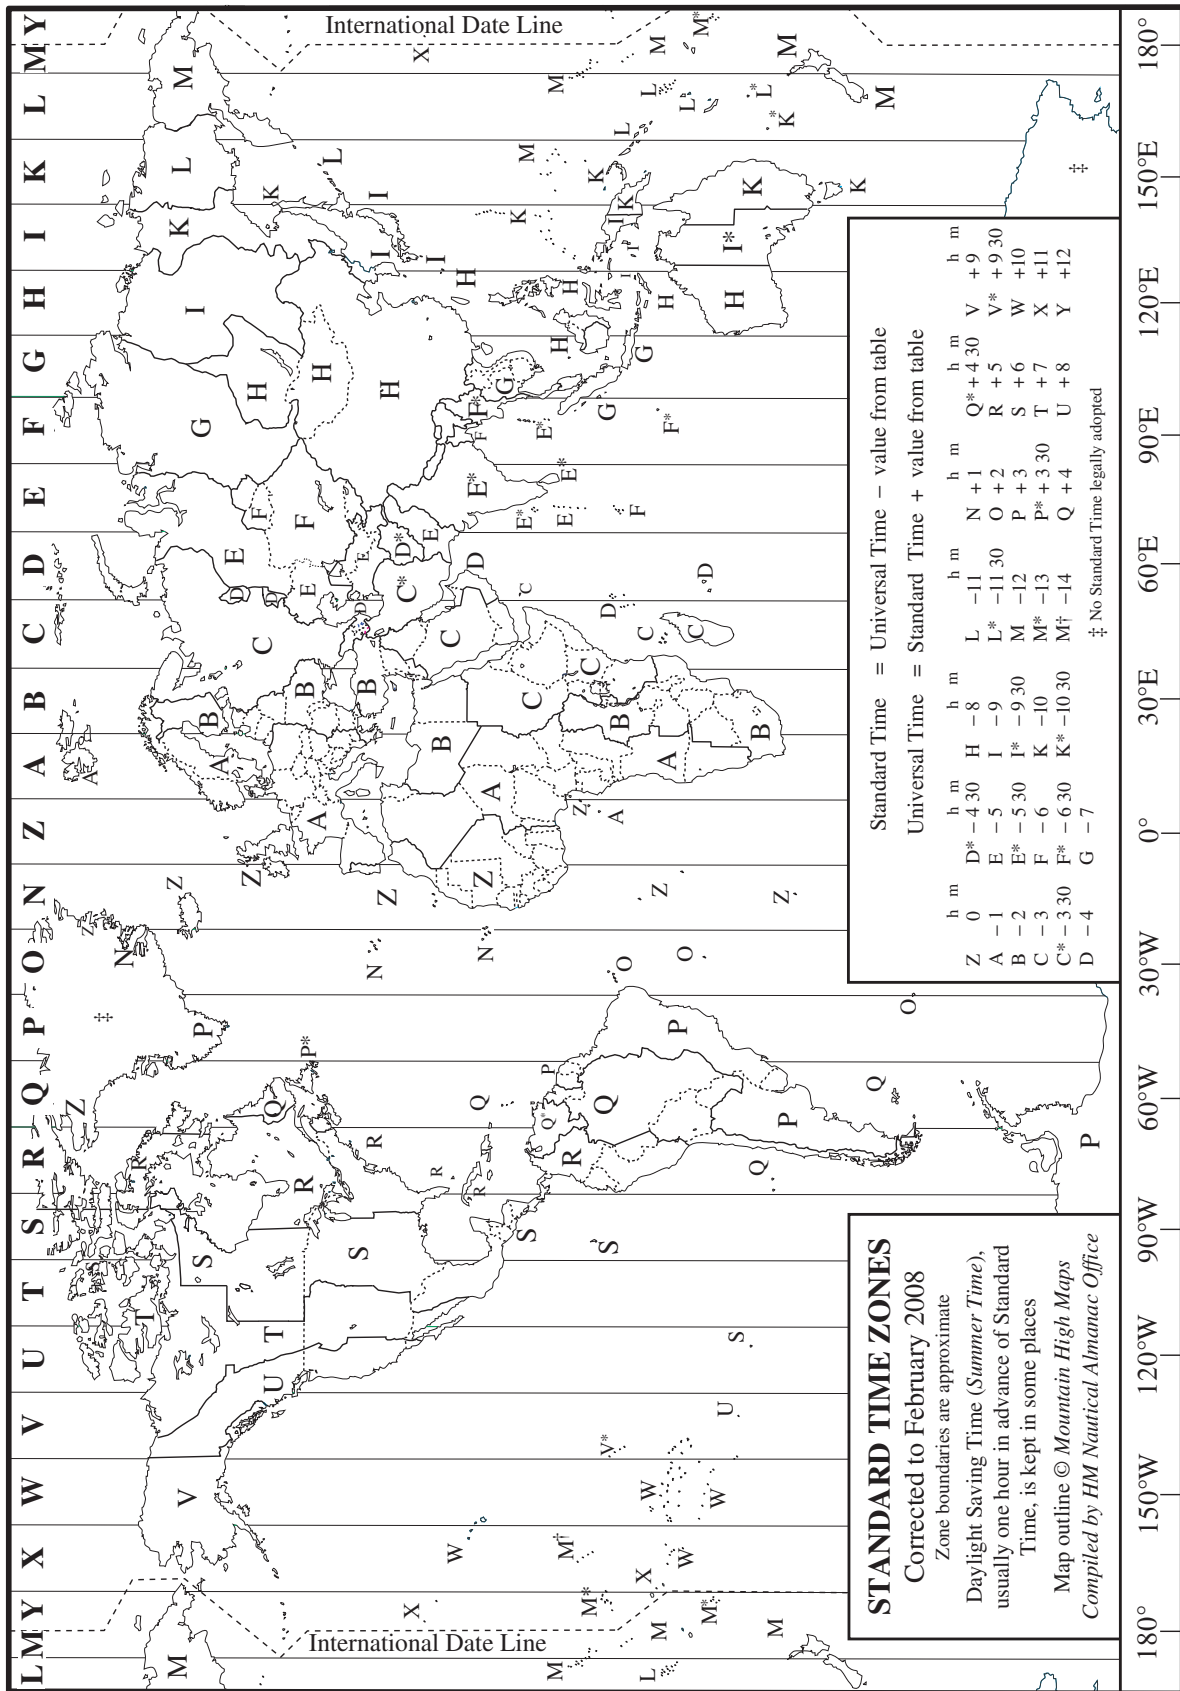 STANDARD TIME ZONES
Corrected to February 2008
Zone boundaries are approximate
Daylight Saving Time (Summer Time),
usually one hour in advance of Standard
Time, is kept in some places
Map outline © Mountain High Maps
Compiled by HM Nautical Almanac Office
Standard Time = Universal Time − value from table
Universal Time = Standard Time + value from table
h m h m h m h m h m h m h m
Z 0 D* − 4 30 H − 8 L −11 N + 1 Q* + 4 30 V + 9
A − 1 E − 5 I − 9 L* −11 30 O + 2 R + 5 V* + 9 30
B − 2 E* − 5 30 I* − 9 30 M −12 P + 3 S + 6 W +10
C − 3 F − 6 K −10 M* −13 P* + 3 30 T + 7 X +11
C* − 3 30 F* − 6 30 K* −10 30 M† −14 Q + 4 U + 8 Y +12
D − 4 G − 7
‡ No Standard Time legally adopted
L M Y X W V U T S R Q P O N Z A B C D E F G H I K L M Y
International Date Line
International Date Line
M
V
U
T
T
S
S
S
R
R
R
Z
Q
P*
‡
P
N
Z
Z
Z
X
W
M†
M*
M
L
X
W
M*
M
V*
W
W
U
S
S
S
R
R
R
Q
P
Q
Q*
R
Q
P
P
Q
Q
P
O
O
O
N
N
Z
Z
Z
Z
Z
A
A
A
A
A
A
B
B
B
B
B
B
C
C
C
C
C
C
C
C*
D
D
D
D
D
D
D*
E
E
E
E
E
E*
E*
E*
E*
F
F
F
F
F*
F*
G
G
G
G
H
H
H
H
H
H
H
H
I
I
I
I
I
I
I
I*
K
K
K
K
K
K
K
K*
L
L
L
L
L
L*
M
M
M
M
M
M
M*
M*
X
‡
180° 150°W 120°W 90°W 60°W 30°W 0° 30°E 60°E 90°E 120°E 150°E 180°